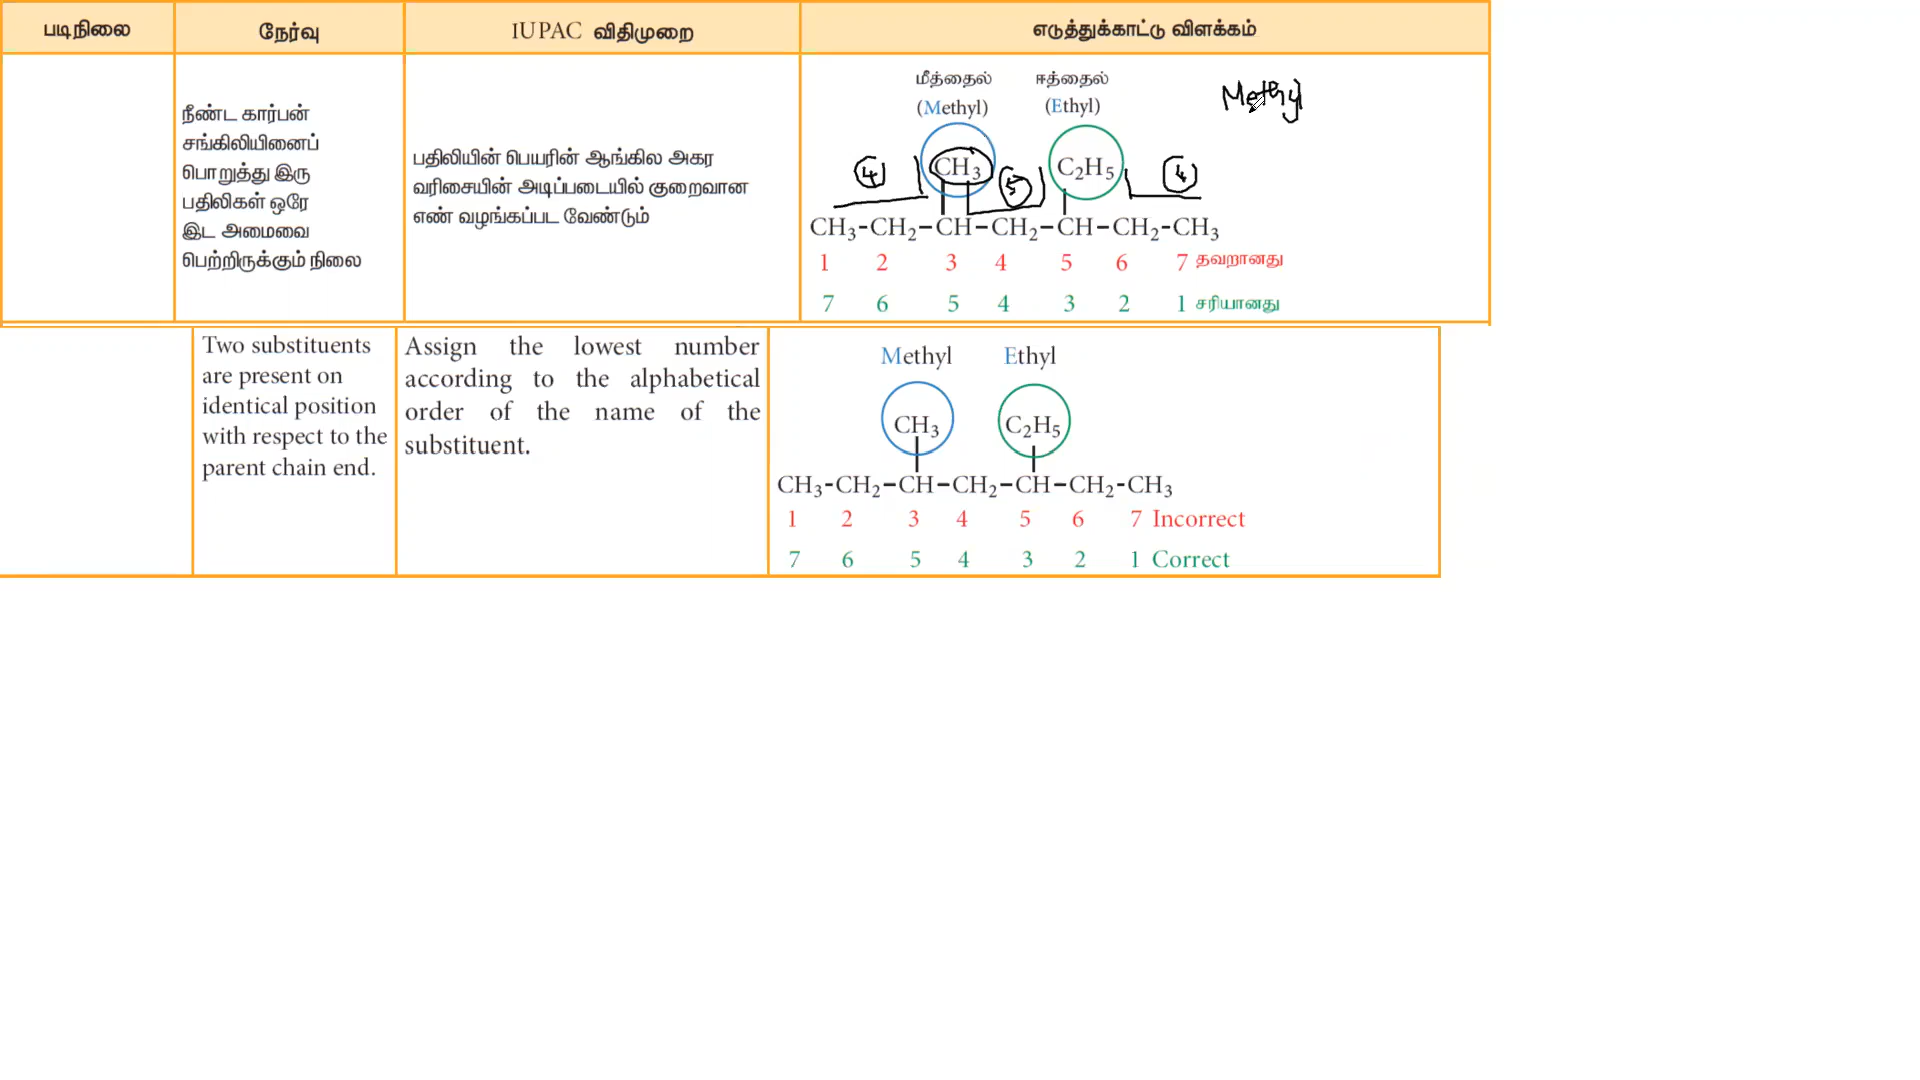 படிநிலை நேர்வு IUPAC விதிமுறை எடுத்துக்காட்டு விளக்கம்
நீண்ட கார்பன்
சங்கிலியினைப்
பொறுத்து இரு
பதிலிகள் ஒரே
இட அமைவை
பெற்றிருக்கும் நிலை
பதிலியின் பெயரின் ஆங்கில அகர
வரிசையின் அடிப்படையில் குறைவான
எண் வழங்கப்பட வேண்டும்
மீத்தைல் ஈத்தைல்
(Methyl) (Ethyl) Methyl
4 CH3 5 C2H5 4
CH3-CH2-CH-CH2-CH-CH2-CH3
1 2 3 4 5 6 7 தவறானது
7 6 5 4 3 2 1 சரியானது
Two substituents
are present on
identical position
with respect to the
parent chain end.
Assign the lowest number
according to the alphabetical
order of the name of the
substituent.
Methyl Ethyl
CH3 C2H5
CH3-CH2-CH-CH2-CH-CH2-CH3
1 2 3 4 5 6 7 Incorrect
7 6 5 4 3 2 1 Correct